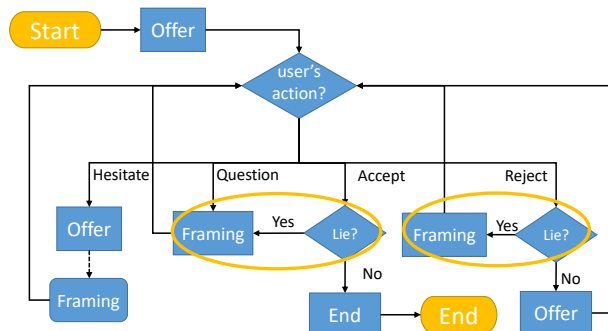 Start
Offer
user's
action?
Hesitate
Question
Accept
Reject
Offer
Framing
Yes
Lie?
Framing
Yes
Lie?
Framing
No
No
End
End
Offer